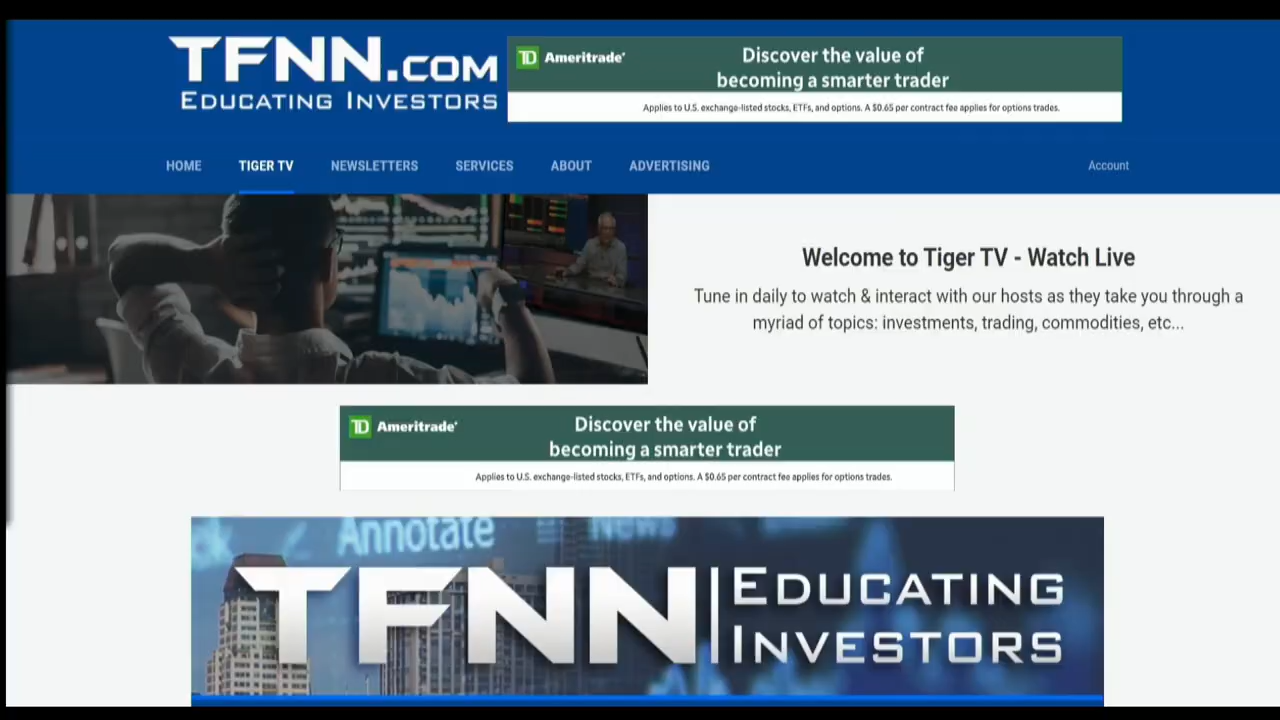 TFNN.COM
EDUCATING INVESTORS
TD Ameritrade®
Discover the value of
becoming a smarter trader
Applies to U.S. exchange-listed stocks, ETFs, and options. A $0.65 per contract fee applies for options trades.
HOME TIGER TV NEWSLETTERS SERVICES ABOUT ADVERTISING Account
Welcome to Tiger TV - Watch Live
Tune in daily to watch & interact with our hosts as they take you through a
myriad of topics: investments, trading, commodities, etc...
TD Ameritrade®
Discover the value of
becoming a smarter trader
Applies to U.S. exchange-listed stocks, ETFs, and options. A $0.65 per contract fee applies for options trades.
Annotate News
TFNN EDUCATING
INVESTORS